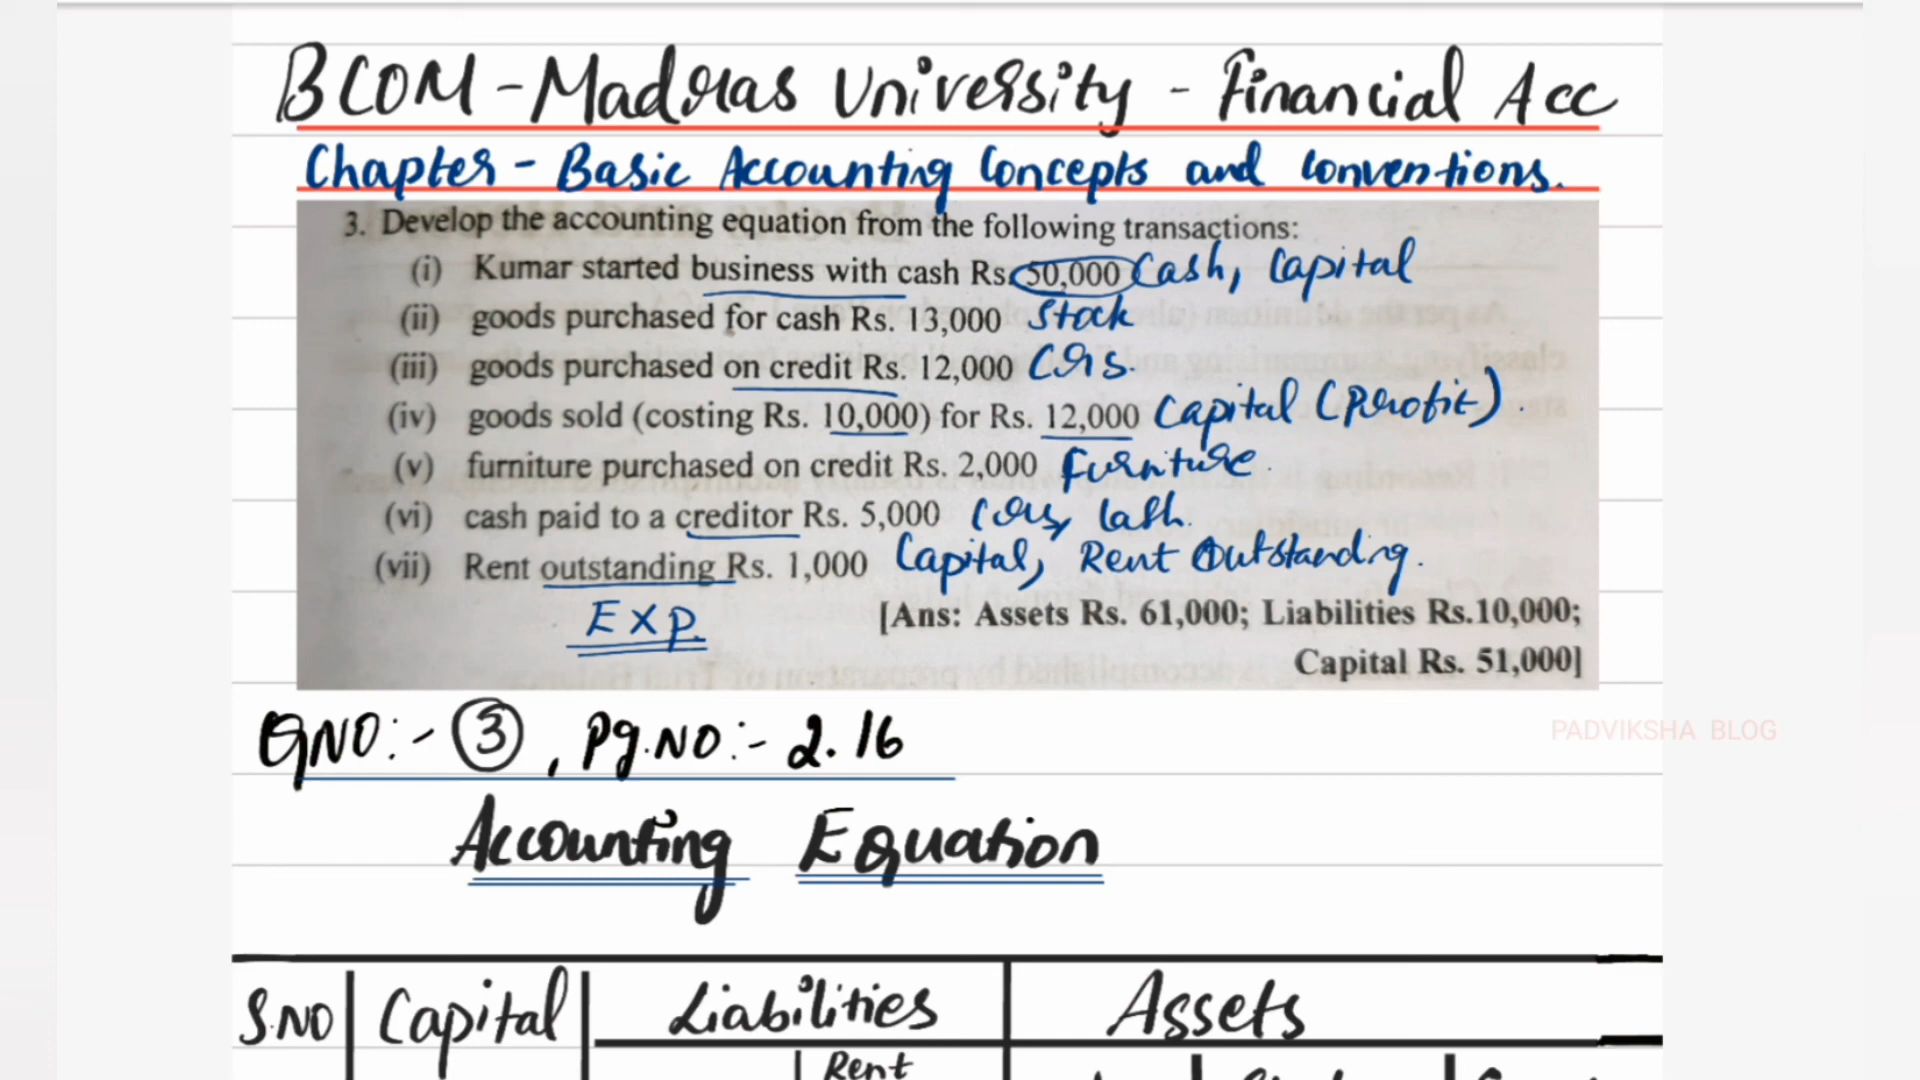 BCOM - Madras University - Financial Acc
Chapter - Basic Accounting Concepts and conventions.
3. Develop the accounting equation from the following transactions:
(i) Kumar started business with cash Rs. 50,000 Cash, Capital
(ii) goods purchased for cash Rs. 13,000 Stock
(iii) goods purchased on credit Rs. 12,000 Crs.
(iv) goods sold (costing Rs. 10,000) for Rs. 12,000 Capital (Profit).
(v) furniture purchased on credit Rs. 2,000 Furniture.
(vi) cash paid to a creditor Rs. 5,000 Crs, Cash.
(vii) Rent outstanding Rs. 1,000 Capital, Rent Outstanding.
Exp.
[Ans: Assets Rs. 61,000; Liabilities Rs.10,000;
Capital Rs. 51,000]
QNO:- 3, Pg.NO:- 2.16
PADVIKSHA BLOG
Accounting Equation
S.NO Capital Liabilities Assets
Rent